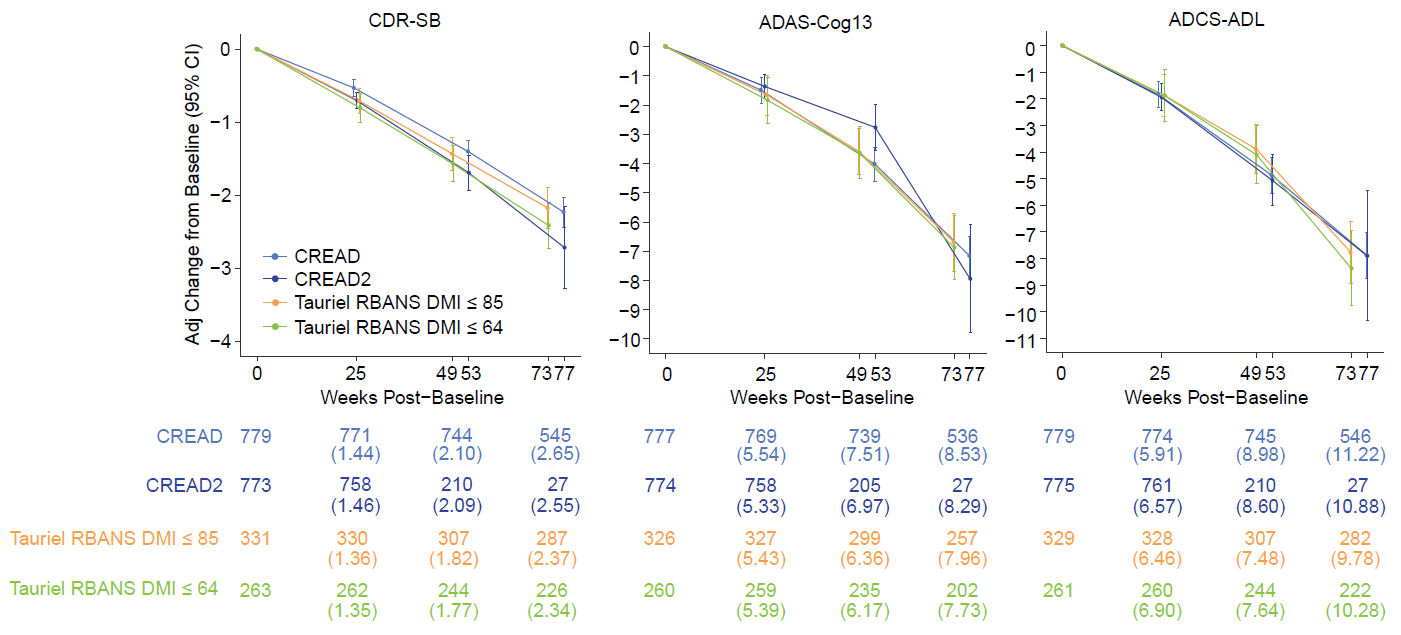 CDR-SB
ADAS-Cog13
ADCS-ADL
Adj Change from Baseline (95% CI)
0
−1
−2
−3
−4
CREAD
CREAD2
Tauriel RBANS DMI ≤ 85
Tauriel RBANS DMI ≤ 64
0 25 49 53 73 77
Weeks Post−Baseline
0
−1
−2
−3
−4
−5
−6
−7
−8
−9
−10
0 25 49 53 73 77
Weeks Post−Baseline
0
−1
−2
−3
−4
−5
−6
−7
−8
−9
−10
−11
0 25 49 53 73 77
Weeks Post−Baseline
CREAD 779 771 744 545 777 769 739 536 779 774 745 546
(1.44) (2.10) (2.65) (5.54) (7.51) (8.53) (5.91) (8.98) (11.22)
CREAD2 773 758 210 27 774 758 205 27 775 761 210 27
(1.46) (2.09) (2.55) (5.33) (6.97) (8.29) (6.57) (8.60) (10.88)
Tauriel RBANS DMI ≤ 85 331 330 307 287 326 327 299 257 329 328 307 282
(1.36) (1.82) (2.37) (5.43) (6.36) (7.96) (6.46) (7.48) (9.78)
Tauriel RBANS DMI ≤ 64 263 262 244 226 260 259 235 202 261 260 244 222
(1.35) (1.77) (2.34) (5.39) (6.17) (7.73) (6.90) (7.64) (10.28)